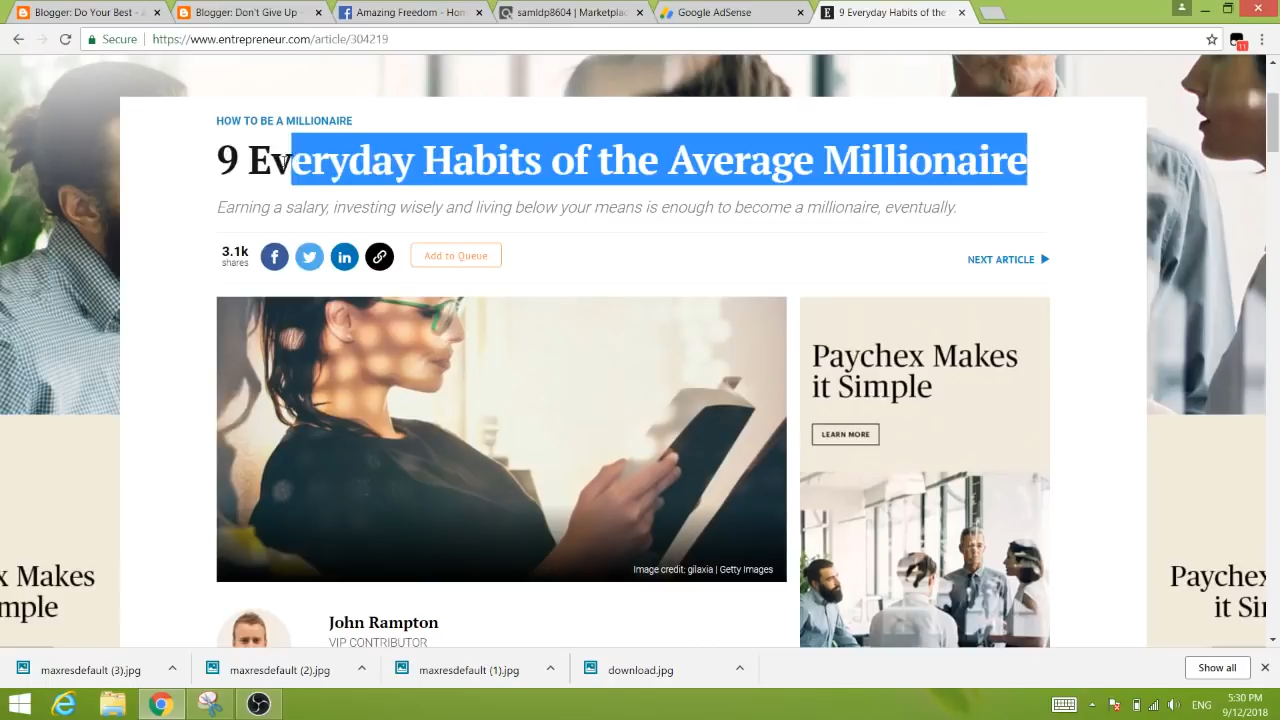 Blogger: Do Your Best -
Blogger: Don't Give Up -
Amazing Freedom - Hom
samldp8604 | Marketplac
Google AdSense
9 Everyday Habits of the
Secure
https://www.entrepreneur.com/article/304219
11
HOW TO BE A MILLIONAIRE
9 Everyday Habits of the Average Millionaire
Earning a salary, investing wisely and living below your means is enough to become a millionaire, eventually.
3.1k
shares
Add to Queue
NEXT ARTICLE
Paychex Makes
it Simple
LEARN MORE
Image credit: gilaxia | Getty Images
x Makes
mple
Paychex
it Si
John Rampton
VIP CONTRIBUTOR
maxresdefault (3).jpg
maxresdefault (2).jpg
maxresdefault (1).jpg
download.jpg
Show all
ENG
5:30 PM
9/12/2018